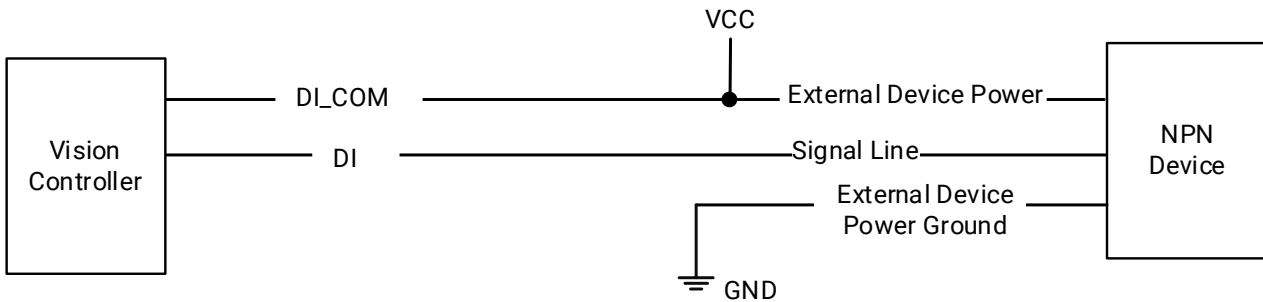 VCC
DI_COM
External Device Power
Vision
Controller
DI
Signal Line
NPN
Device
External Device
Power Ground
GND